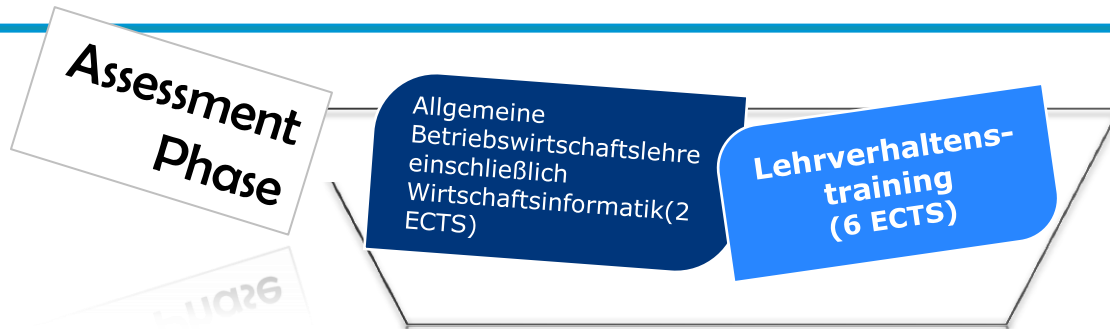 Assessment
Phase
Allgemeine
Betriebswirtschaftslehre
einschließlich
Wirtschaftsinformatik(2
ECTS)
Lehrverhaltens-
training
(6 ECTS)